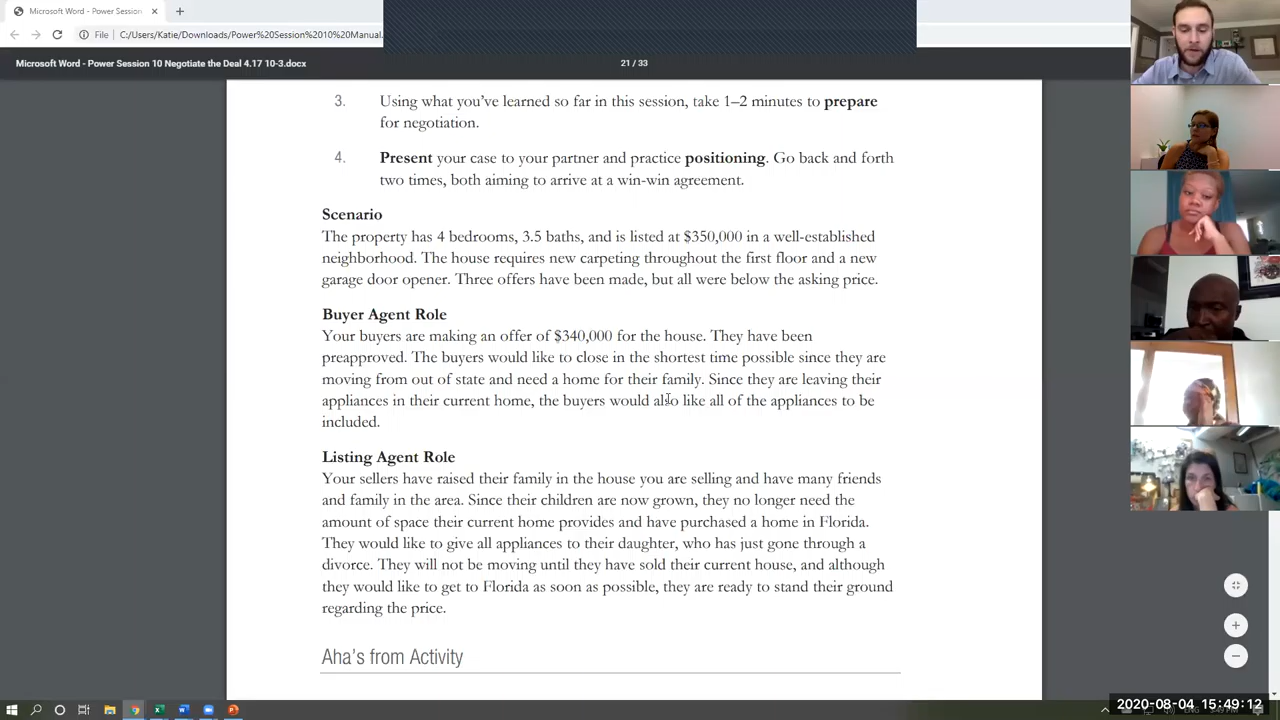 Microsoft Word - Power Session
File
C:/Users/Katie/Downloads/Power%20Session%2010%20Manual.
Microsoft Word - Power Session 10 Negotiate the Deal 4.17 10-3.docx
21 / 33
3. Using what you've learned so far in this session, take 1–2 minutes to prepare
for negotiation.
4. Present your case to your partner and practice positioning. Go back and forth
two times, both aiming to arrive at a win-win agreement.
Scenario
The property has 4 bedrooms, 3.5 baths, and is listed at $350,000 in a well-established
neighborhood. The house requires new carpeting throughout the first floor and a new
garage door opener. Three offers have been made, but all were below the asking price.
Buyer Agent Role
Your buyers are making an offer of $340,000 for the house. They have been
preapproved. The buyers would like to close in the shortest time possible since they are
moving from out of state and need a home for their family. Since they are leaving their
appliances in their current home, the buyers would also like all of the appliances to be
included.
Listing Agent Role
Your sellers have raised their family in the house you are selling and have many friends
and family in the area. Since their children are now grown, they no longer need the
amount of space their current home provides and have purchased a home in Florida.
They would like to give all appliances to their daughter, who has just gone through a
divorce. They will not be moving until they have sold their current house, and although
they would like to get to Florida as soon as possible, they are ready to stand their ground
regarding the price.
Aha's from Activity
2020-08-04 15:49:12